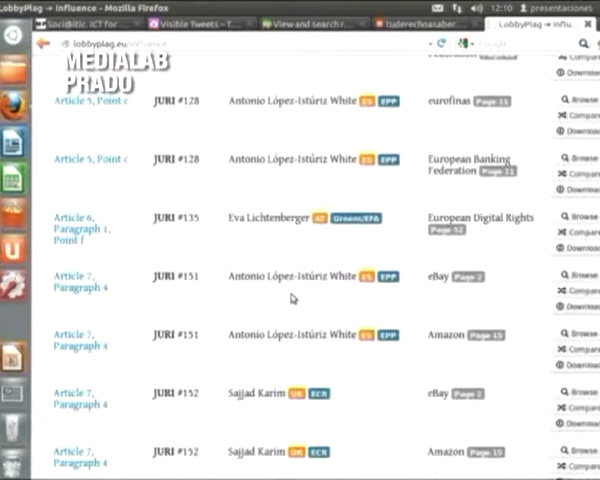 LobbyPlag → Influence - Mozilla Firefox
12:10 presentaciones
Visible Tweets – T...
View and search r...
tuderechoasaber...
LobbyPlag → Influ...
lobbyplag.eu/influence
Google
MEDIALAB
PRADO
Compare
Download
Article 5, Point c JURI #128 Antonio López-Istúriz White ES EPP eurofinas Page 11 Browse
Compare
Download
Article 5, Point c JURI #128 Antonio López-Istúriz White ES EPP European Banking Browse
Federation Page 11 Compare
Download
Article 6, JURI #135 Eva Lichtenberger AT Greens/EFA European Digital Rights Browse
Paragraph 1, Page 52 Compare
Point f
Download
Article 7, JURI #151 Antonio López-Istúriz White ES EPP eBay Page 2 Browse
Paragraph 4 Compare
Download
Article 7, JURI #151 Antonio López-Istúriz White ES EPP Amazon Page 15 Browse
Paragraph 4 Compare
Download
Article 7, JURI #152 Sajjad Karim UK ECR eBay Page 2 Browse
Paragraph 4 Compare
Download
Article 7, JURI #152 Sajjad Karim UK ECR Amazon Page 15 Browse
Paragraph 4 Compare
Download